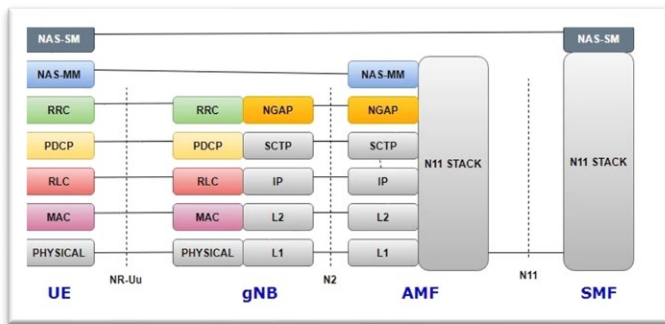 NAS-SM NAS-SM
NAS-MM NAS-MM
RRC RRC NGAP NGAP
PDCP PDCP SCTP SCTP
N11 STACK N11 STACK
RLC RLC IP IP
MAC MAC L2 L2
PHYSICAL PHYSICAL L1 L1
NR-Uu N2 N11
UE gNB AMF SMF